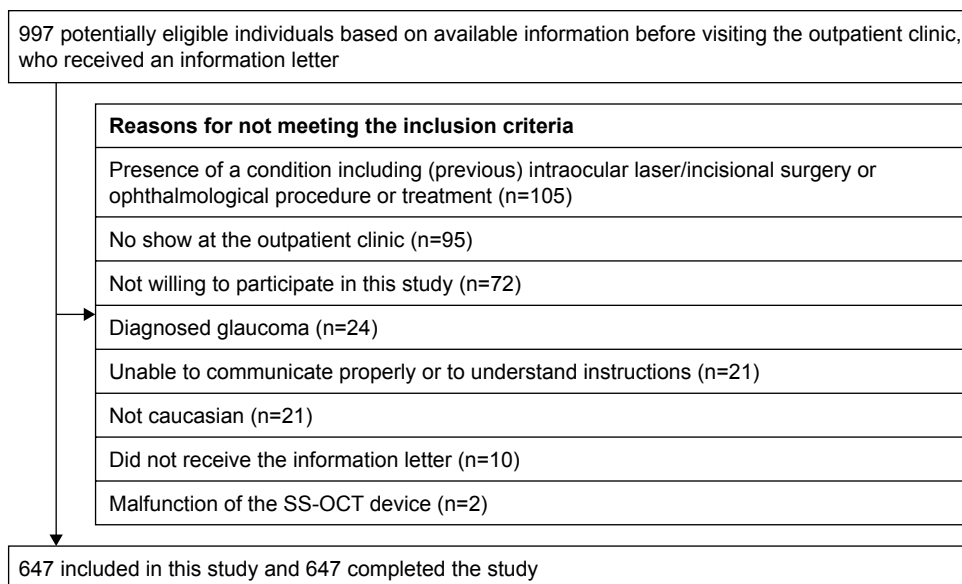 997 potentially eligible individuals based on available information before visiting the outpatient clinic,
who received an information letter
Reasons for not meeting the inclusion criteria
Presence of a condition including (previous) intraocular laser/incisional surgery or
ophthalmological procedure or treatment (n=105)
No show at the outpatient clinic (n=95)
Not willing to participate in this study (n=72)
Diagnosed glaucoma (n=24)
Unable to communicate properly or to understand instructions (n=21)
Not caucasian (n=21)
Did not receive the information letter (n=10)
Malfunction of the SS-OCT device (n=2)
647 included in this study and 647 completed the study